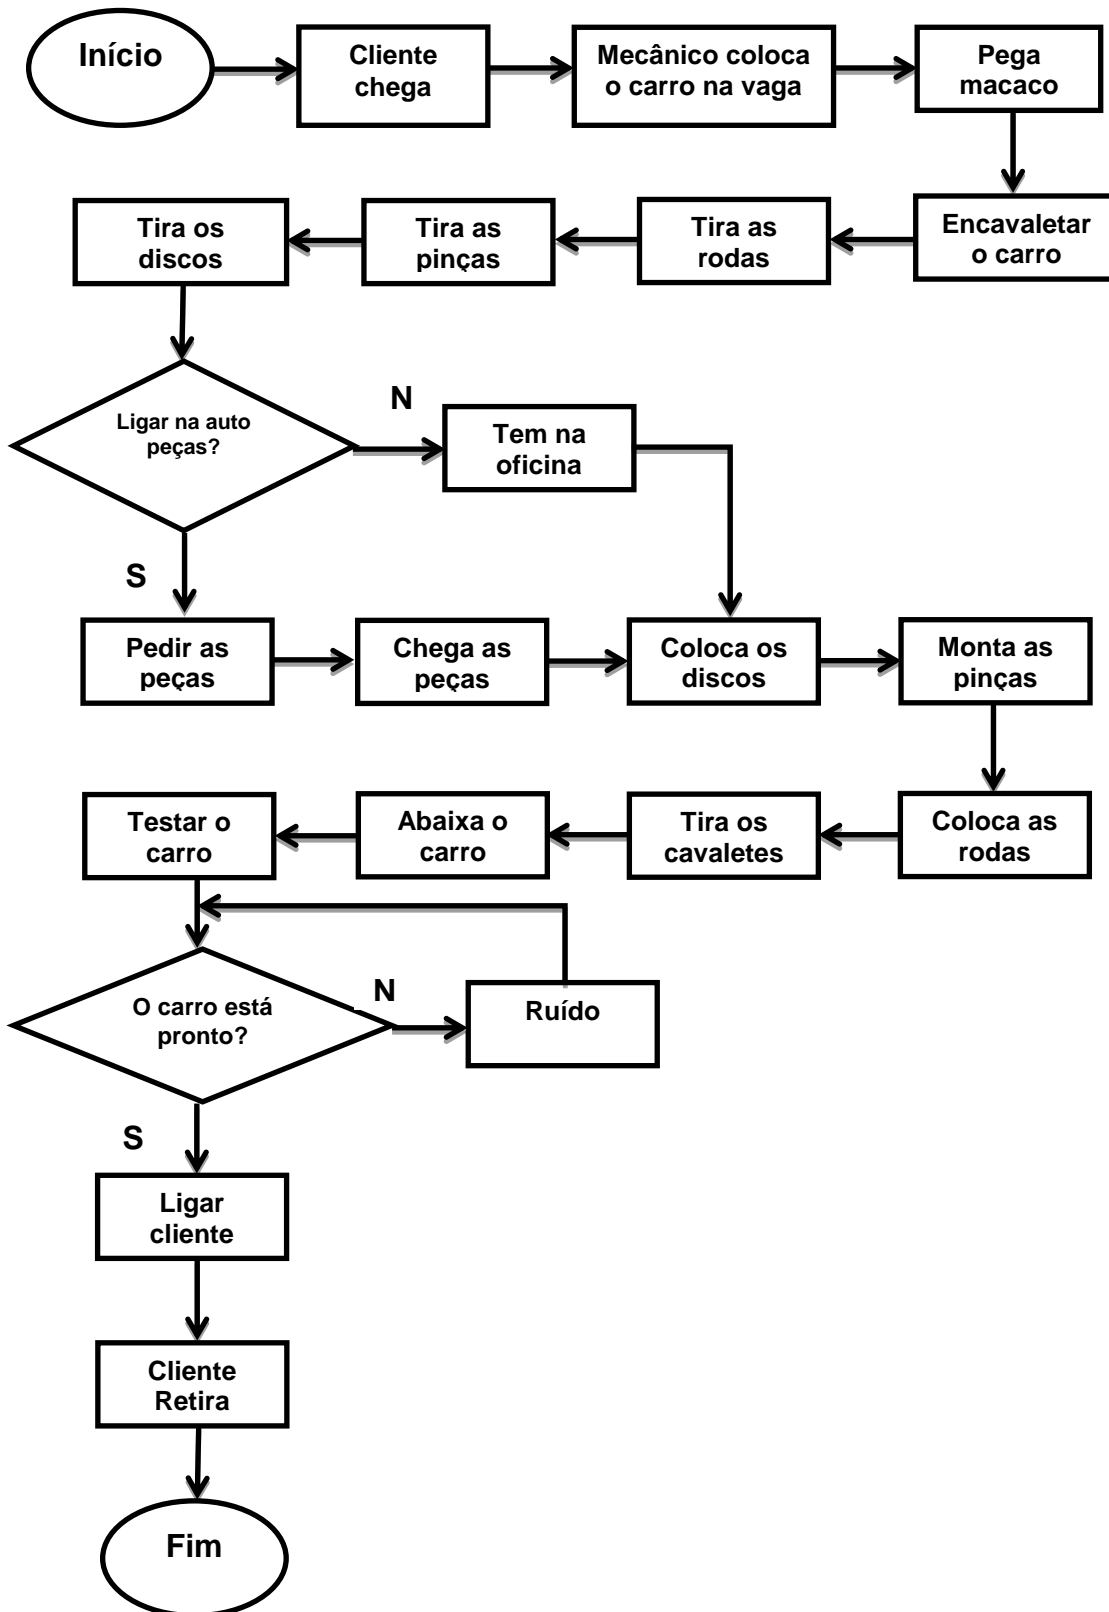 Início
Cliente
chega
Mecânico coloca
o carro na vaga
Pega
macaco
Encavaletar
o carro
Tira as
rodas
Tira as
pinças
Tira os
discos
Ligar na auto
peças?
N
Tem na
oficina
S
Pedir as
peças
Chega as
peças
Coloca os
discos
Monta as
pinças
Coloca as
rodas
Tira os
cavaletes
Abaixa o
carro
Testar o
carro
O carro está
pronto?
N
Ruído
S
Ligar
cliente
Cliente
Retira
Fim